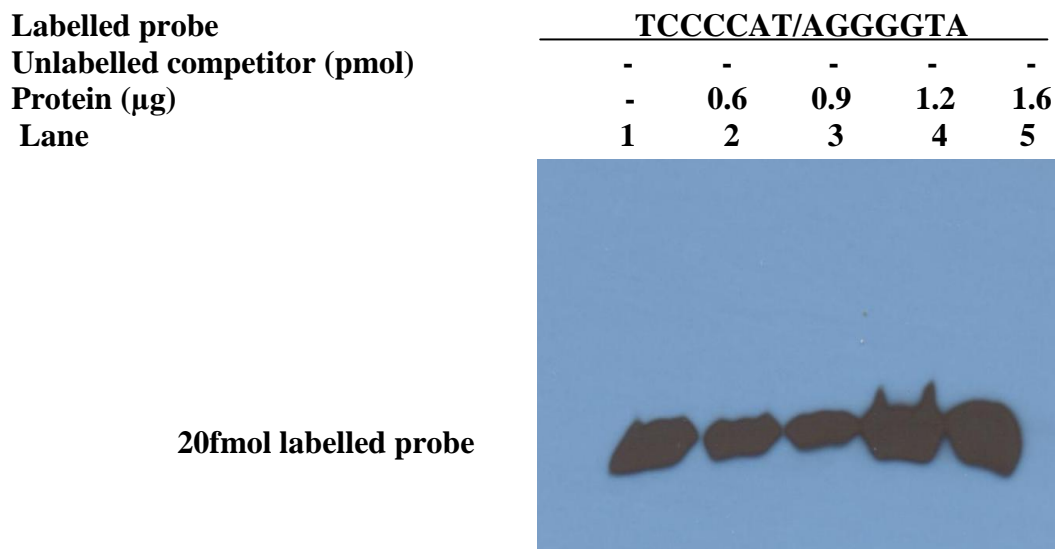 Labelled probe TCCCCAT/AGGGGTA
Unlabelled competitor (pmol) - - - - -
Protein (µg) - 0.6 0.9 1.2 1.6
Lane 1 2 3 4 5
20fmol labelled probe